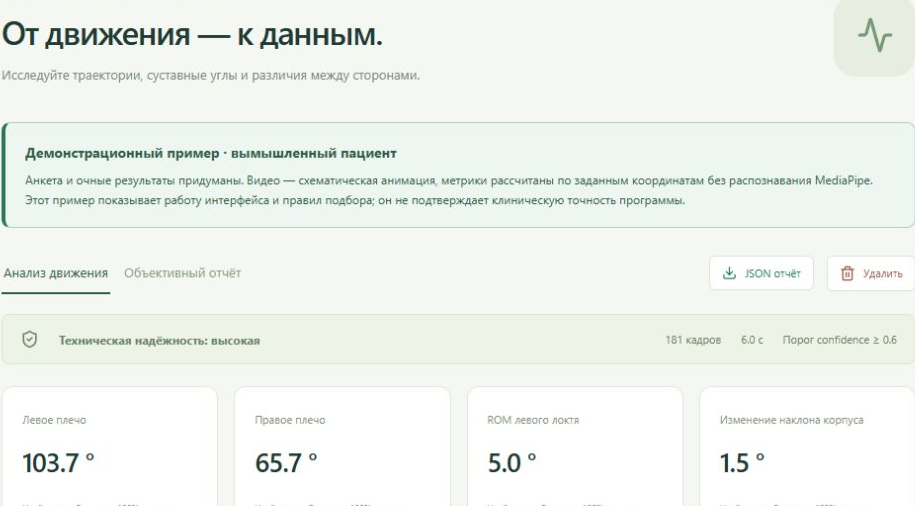 От движения — к данным.
Исследуйте траектории, суставные углы и различия между сторонами.
Демонстрационный пример · вымышленный пациент
Анкета и очные результаты придуманы. Видео — схематическая анимация, метрики рассчитаны по заданным координатам без распознавания MediaPipe.
Этот пример показывает работу интерфейса и правил подбора; он не подтверждает клиническую точность программы.
Анализ движения Объективный отчёт JSON отчёт Удалить
Техническая надёжность: высокая 181 кадров 6.0 с Порог confidence ≥ 0.6
Левое плечо Правое плечо ROM левого локтя Изменение наклона корпуса
103.7 ° 65.7 ° 5.0 ° 1.5 °